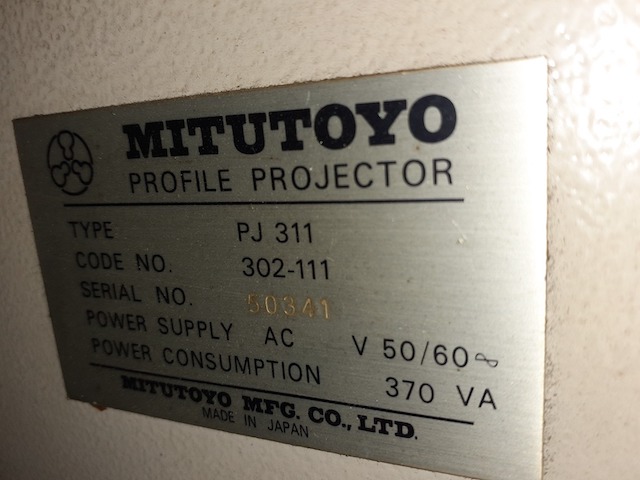 MITUTOYO
PROFILE PROJECTOR
TYPE PJ 311
CODE NO. 302-111
SERIAL NO. 50341
POWER SUPPLY AC V 50/60~
POWER CONSUMPTION 370 VA
MITUTOYO MFG. CO., LTD.
MADE IN JAPAN